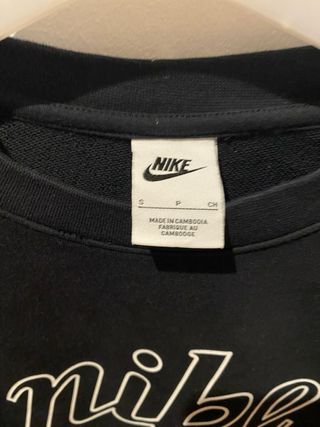 NIKE
S P CH
MADE IN CAMBODIA
FABRIQUE AU
CAMBODGE
nike